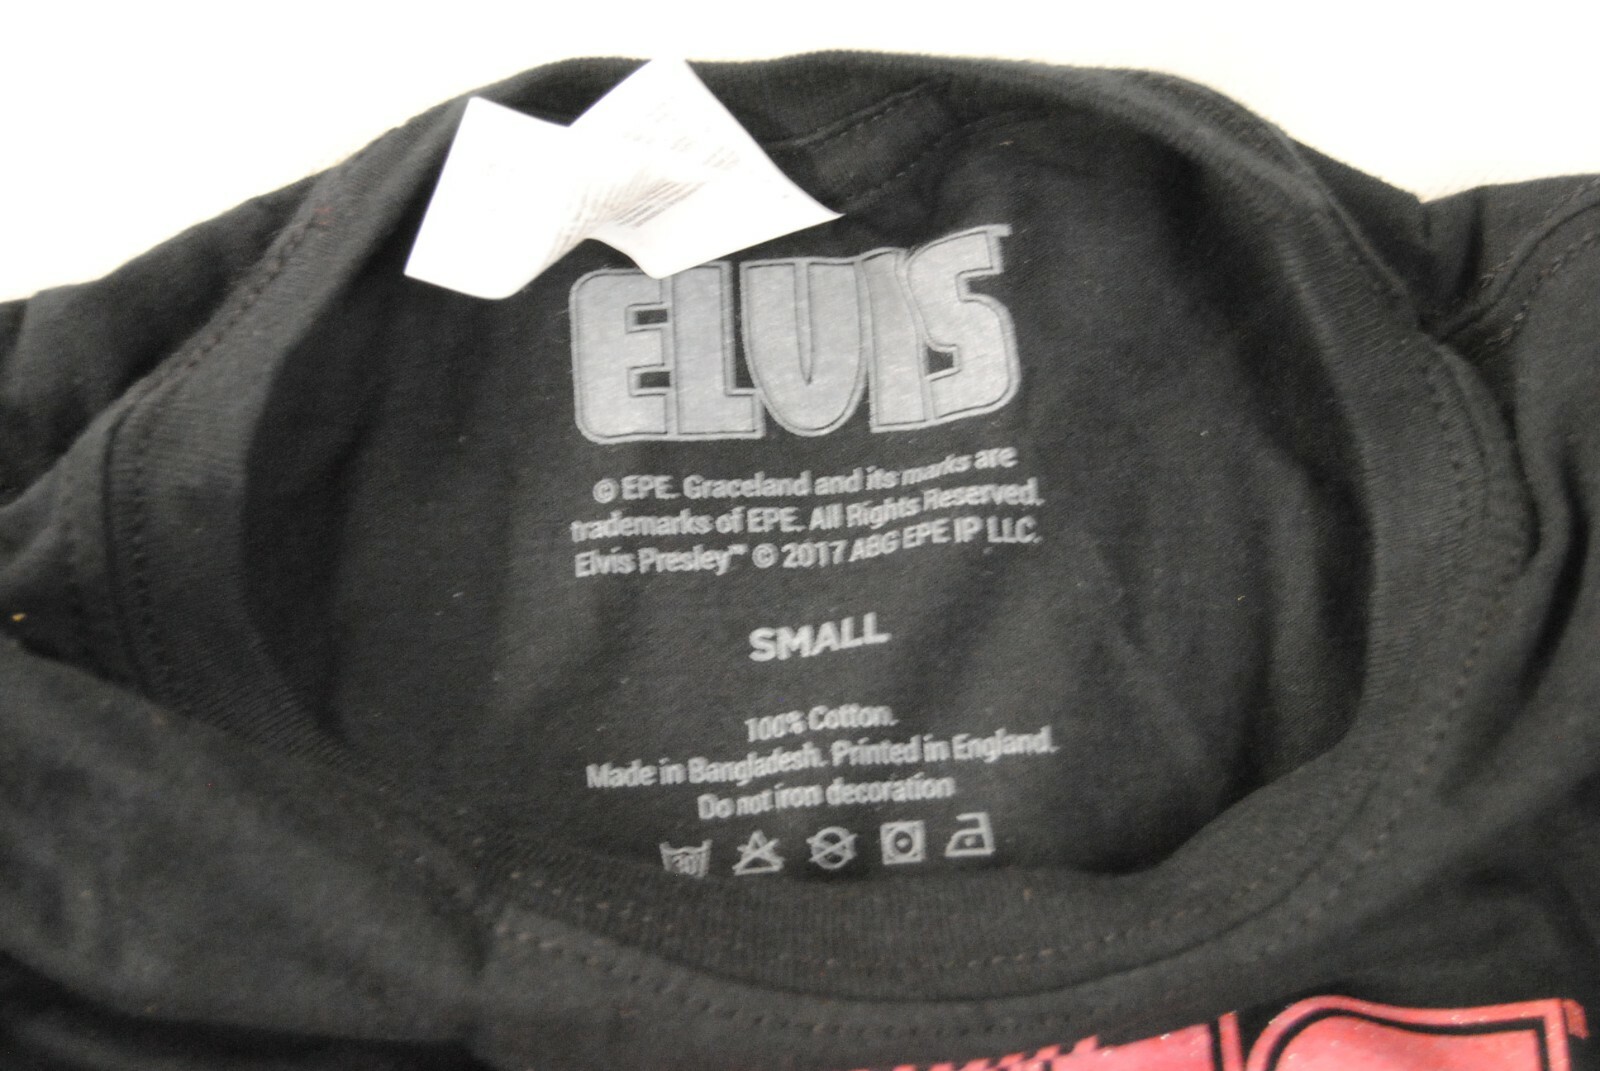 ELVIS
© EPE. Graceland and its marks are
trademarks of EPE. All Rights Reserved.
Elvis Presley™ © 2017 ABG EPE IP LLC.
SMALL
100% Cotton.
Made in Bangladesh. Printed in England.
Do not iron decoration
30